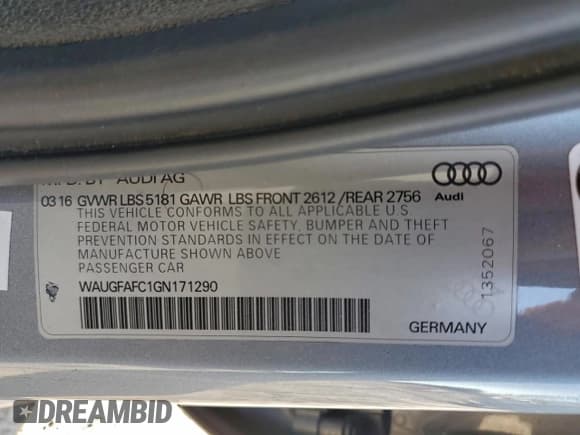 MFD. BY AUDI AG
03 16 GVWR LBS 5181 GAWR LBS FRONT 2612 /REAR 2756
THIS VEHICLE CONFORMS TO ALL APPLICABLE U S
FEDERAL MOTOR VEHICLE SAFETY, BUMPER AND THEFT
PREVENTION STANDARDS IN EFFECT ON THE DATE OF
MANUFACTURE SHOWN ABOVE
PASSENGER CAR
WAUGFAFC1GN171290
GERMANY
Audi
1352067
DREAMBID